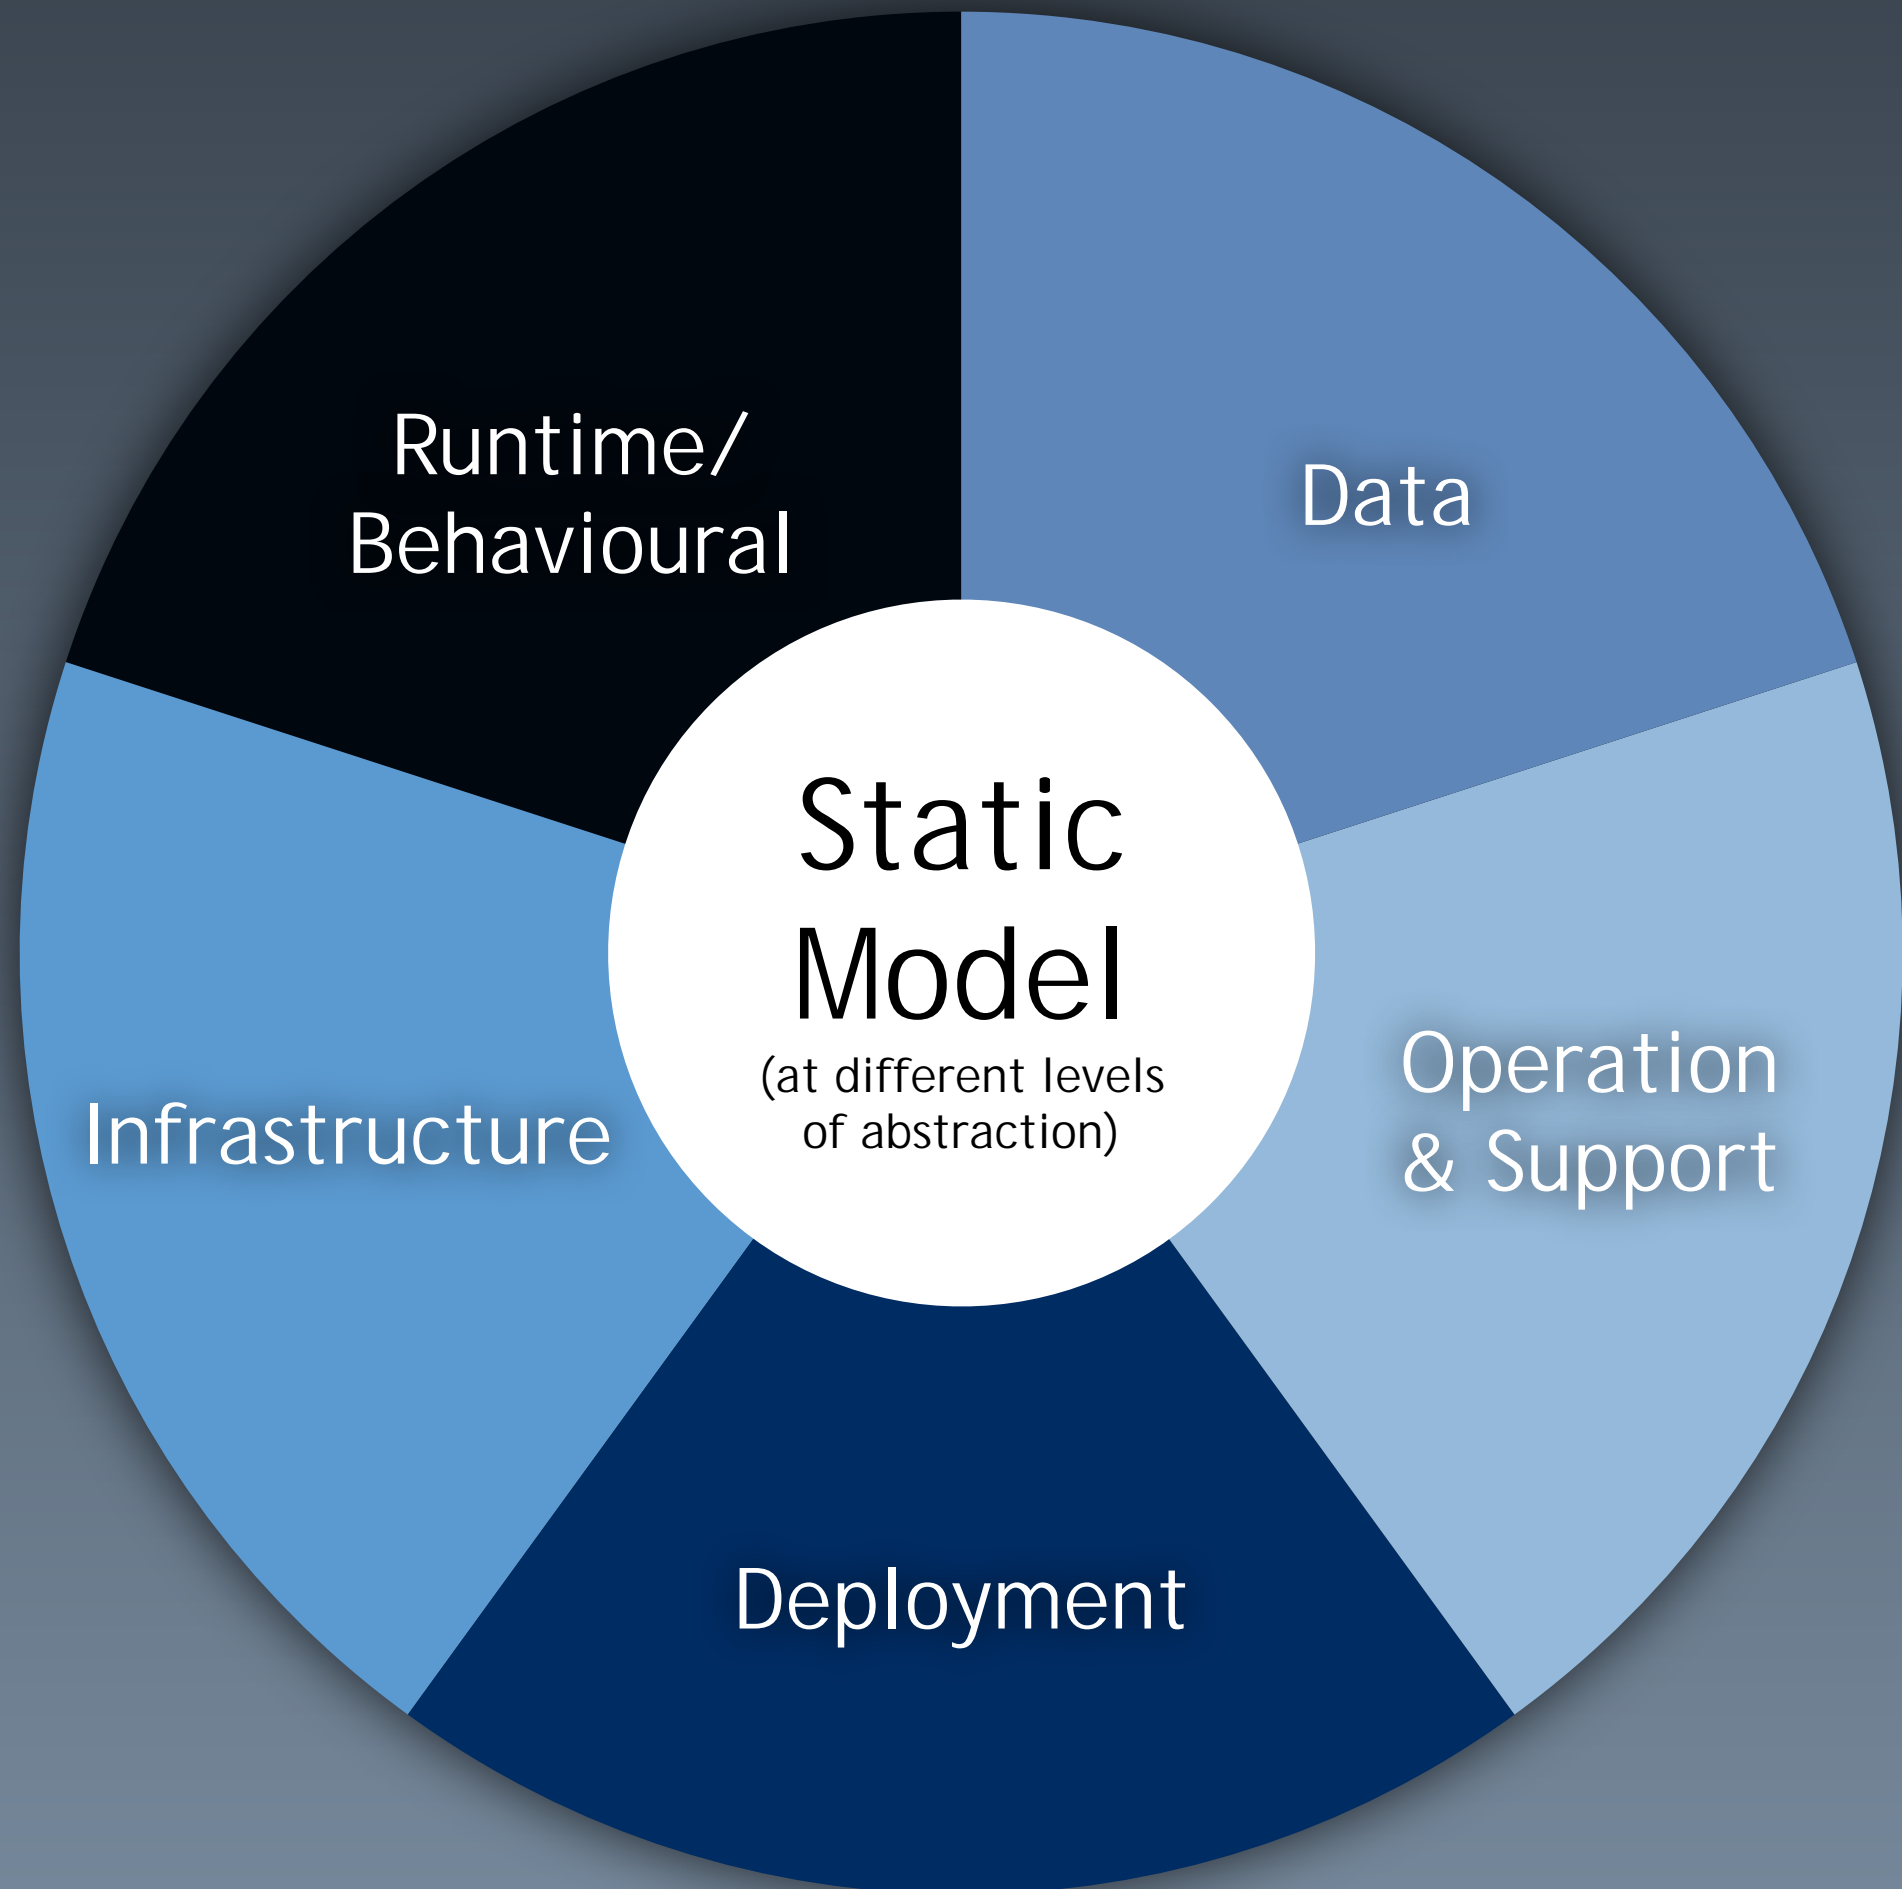 Runtime/
Behavioural
Data
Static
Model
(at different levels
of abstraction)
Operation
& Support
Infrastructure
Deployment